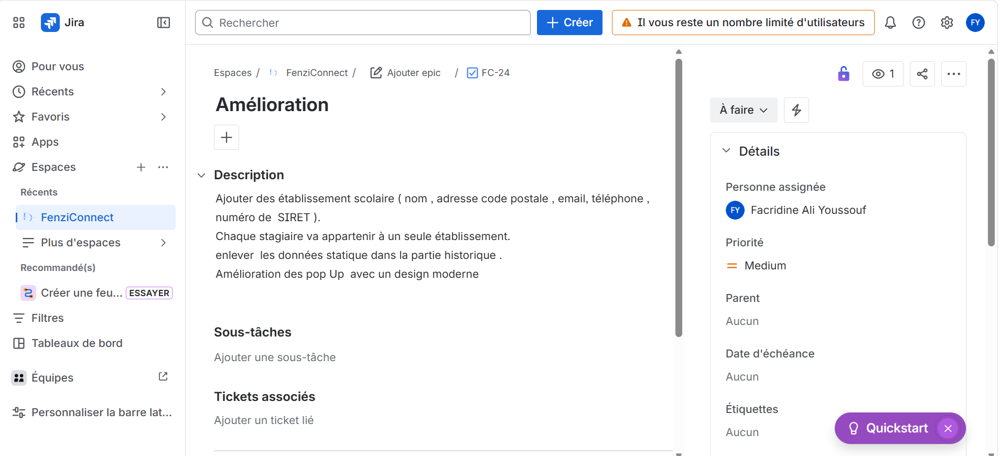 Jira
Rechercher
Créer
Il vous reste un nombre limité d'utilisateurs
FY
Pour vous
Récents
Favoris
Apps
Espaces
Récents
FenziConnect
Plus d'espaces
Recommandé(s)
Créer une feu... ESSAYER
Filtres
Tableaux de bord
Équipes
Personnaliser la barre lat...
Espaces / FenziConnect / Ajouter epic / FC-24
Amélioration
Description
Ajouter des établissement scolaire ( nom , adresse code postale , email, téléphone ,
numéro de  SIRET ).
Chaque stagiaire va appartenir à un seule établissement.
enlever  les données statique dans la partie historique .
Amélioration des pop Up  avec un design moderne
Sous-tâches
Ajouter une sous-tâche
Tickets associés
Ajouter un ticket lié
1
À faire
Détails
Personne assignée
FY Facridine Ali Youssouf
Priorité
Medium
Parent
Aucun
Date d'échéance
Aucun
Étiquettes
Aucun
Quickstart